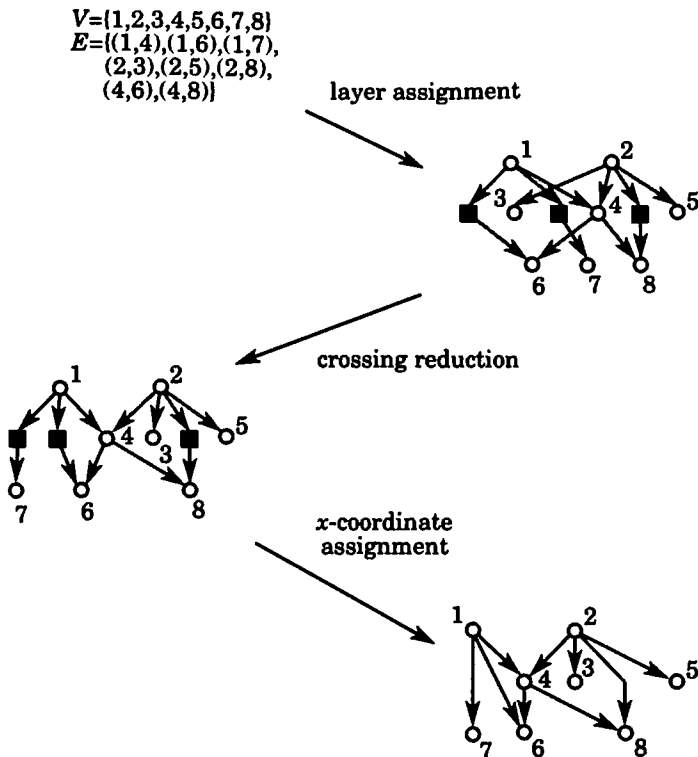 V={1,2,3,4,5,6,7,8}
E={(1,4),(1,6),(1,7),
(2,3),(2,5),(2,8),
(4,6),(4,8)}
layer assignment
1 2
3 4 5
6 7 8
crossing reduction
1 2
4 3 5
7 6 8
x-coordinate
assignment
1 2
4 3 5
7 6 8